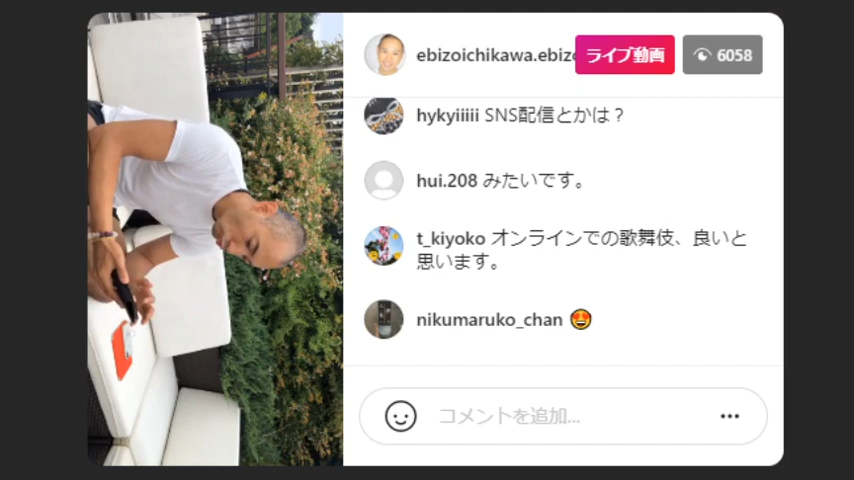 ebizoichikawa.ebizo
ライブ動画
6058
hykyiiiii SNS配信とかは？
hui.208 みたいです。
t_kiyoko オンラインでの歌舞伎、良いと
思います。
nikumaruko_chan 😍
コメントを追加...